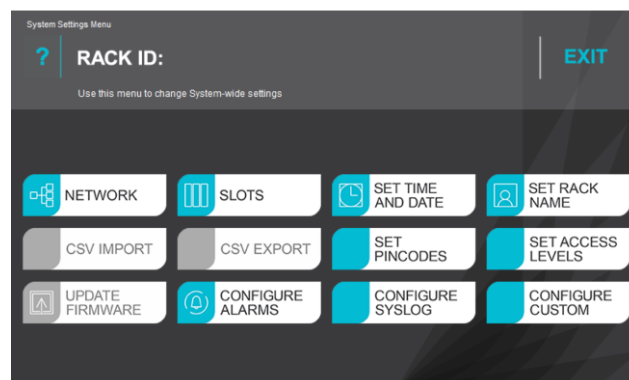 System Settings Menu
? RACK ID: EXIT
Use this menu to change System-wide settings
NETWORK
SLOTS
SET TIME
AND DATE
SET RACK
NAME
CSV IMPORT
CSV EXPORT
SET
PINCODES
SET ACCESS
LEVELS
UPDATE
FIRMWARE
CONFIGURE
ALARMS
CONFIGURE
SYSLOG
CONFIGURE
CUSTOM